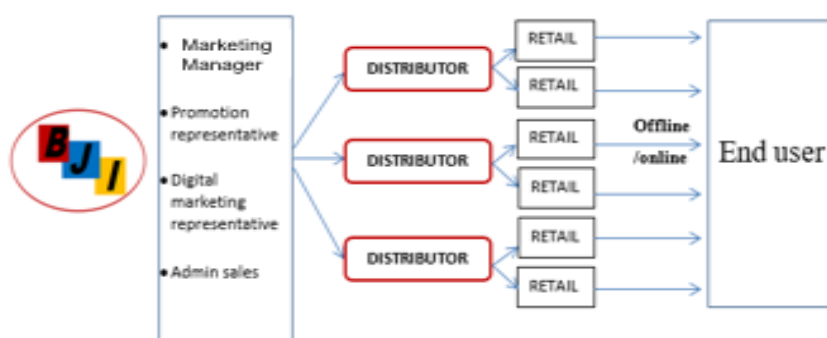 BJI
• Marketing
Manager
• Promotion
representative
• Digital
marketing
representative
• Admin sales
DISTRIBUTOR
DISTRIBUTOR
DISTRIBUTOR
RETAIL
RETAIL
RETAIL
RETAIL
RETAIL
RETAIL
Offline
/online
End user